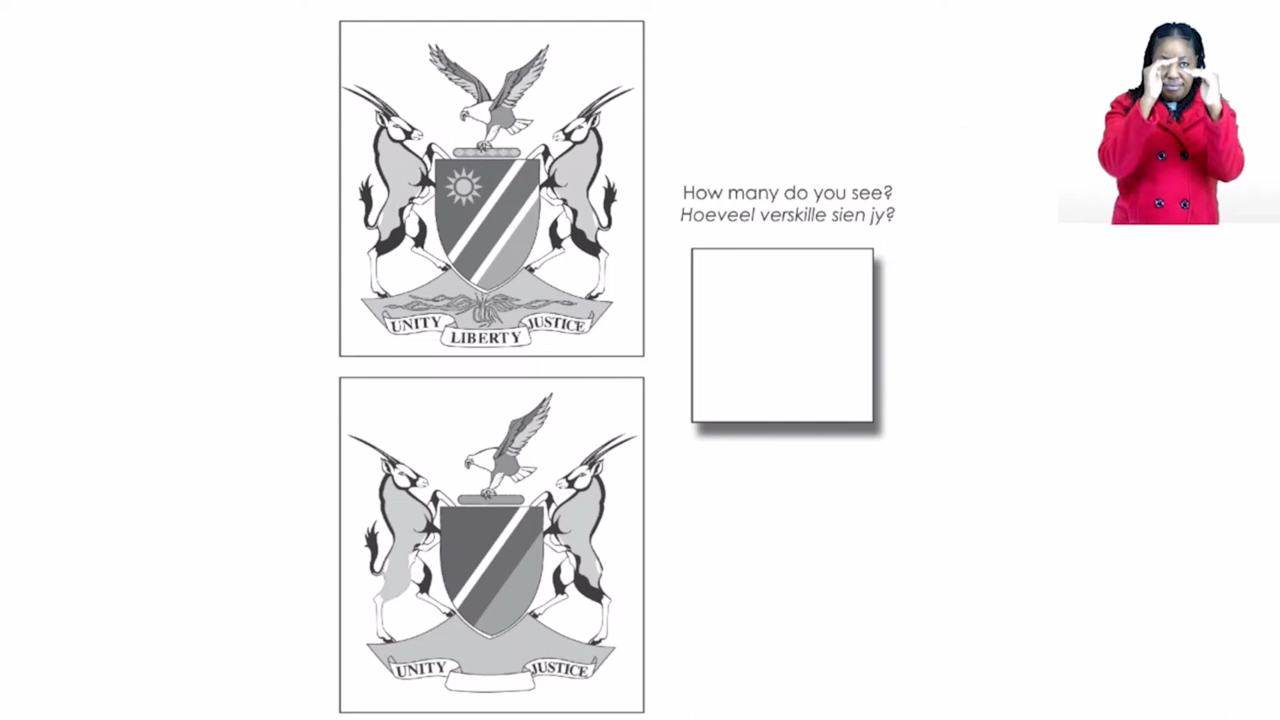 UNITY
JUSTICE
LIBERTY
How many do you see?
Hoeveel verskille sien jy?
UNITY
JUSTICE